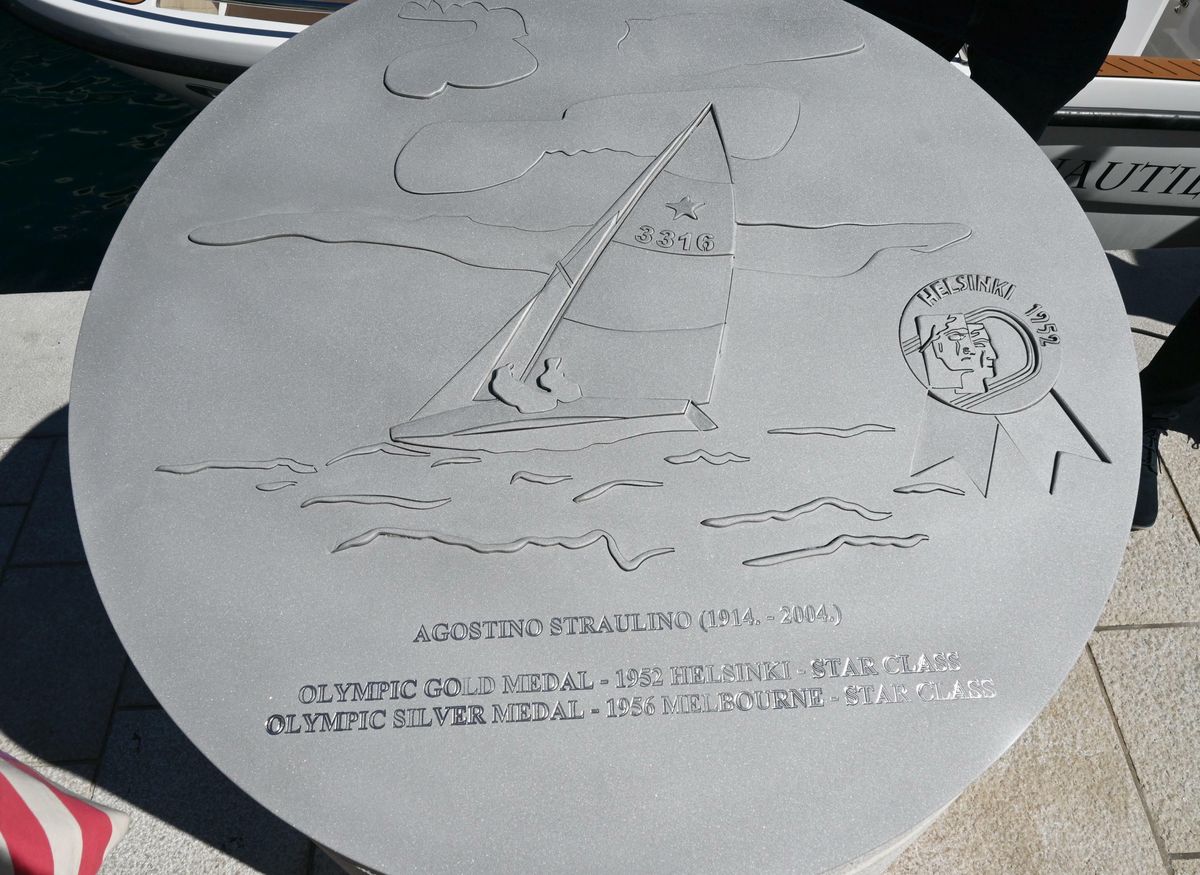 3316
HELSINKI 1952
AGOSTINO STRAULINO (1914. - 2004.)
OLYMPIC GOLD MEDAL - 1952 HELSINKI - STAR CLASS
OLYMPIC SILVER MEDAL - 1956 MELBOURNE - STAR CLASS